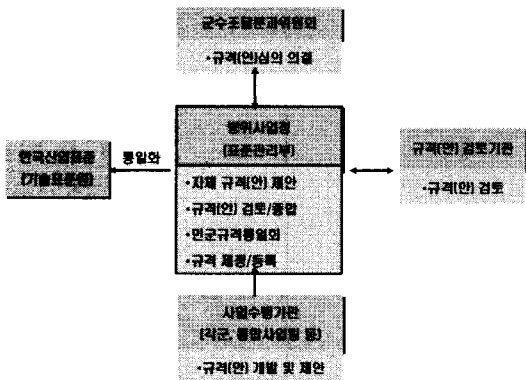 군수조달분과위원회
•규격(안)심의 의결
방위사업청
(표준관리부)
•자체 규격(안) 제안
•규격(안) 검토/종합
•민군규격통일화
•규격 제정/등록
한국산업표준
(기술표준원)
통일화
규격(안) 검토기관
•규격(안) 검토
사업수행기관
(각군, 통합사업팀 등)
•규격(안) 개발 및 제안